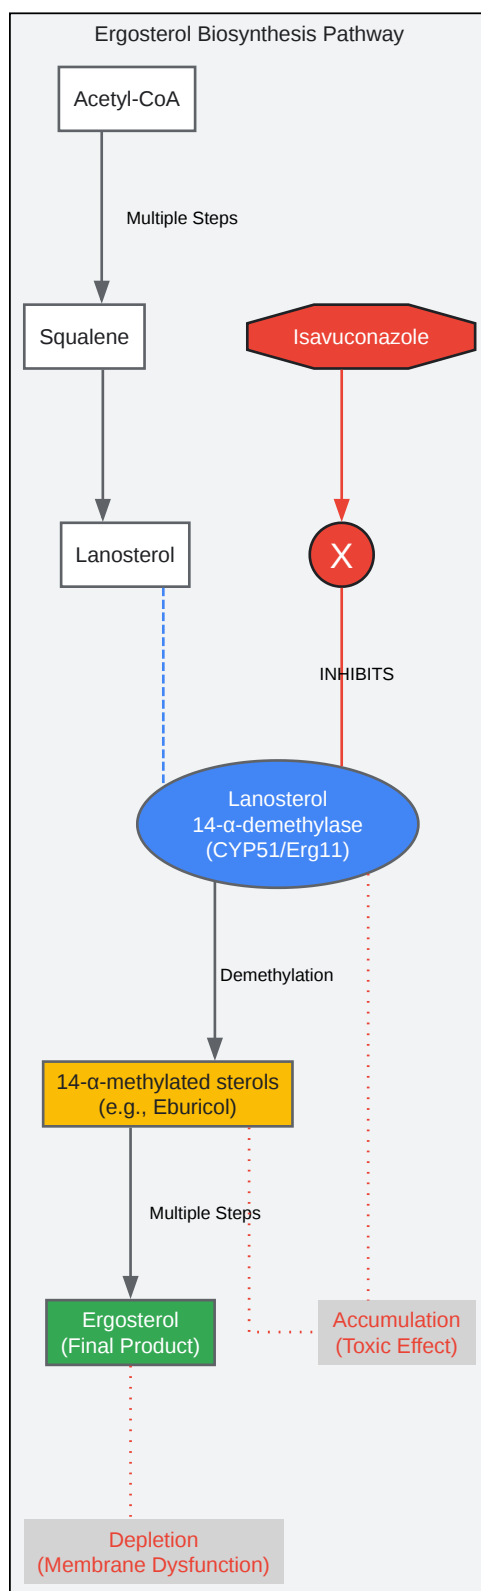 Ergosterol Biosynthesis Pathway
Acetyl-CoA
Multiple Steps
Squalene
Isavuconazole
Lanosterol
X
INHIBITS
Lanosterol
14-α-demethylase
(CYP51/Erg11)
Demethylation
14-α-methylated sterols
(e.g., Eburicol)
Multiple Steps
Ergosterol
(Final Product)
Accumulation
(Toxic Effect)
Depletion
(Membrane Dysfunction)